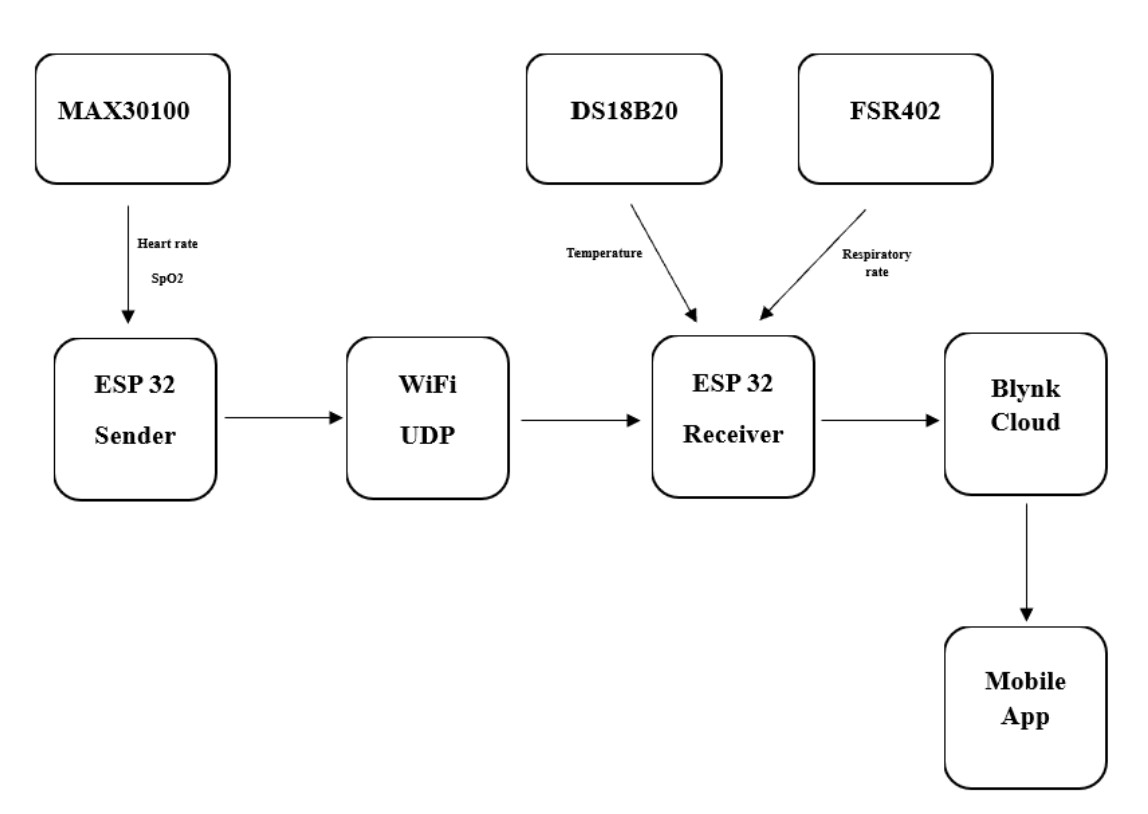 MAX30100
DS18B20
FSR402
Heart rate
SpO2
Temperature
Respiratory
rate
ESP 32
Sender
WiFi
UDP
ESP 32
Receiver
Blynk
Cloud
Mobile
App